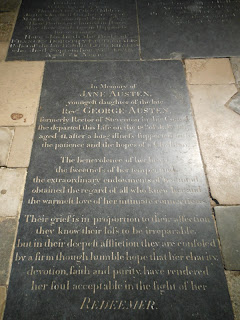 In Memory of
JANE AUSTEN,
youngeſt daughter of the late
Revd GEORGE AUSTEN,
formerly Rector of Steventon in this County
ſhe departed this Life on the
aged 41, after a long illneſs ſupported with
the patience and the hopes of a
The benevolence of her heart,
the ſweetneſs of her temper, and
the extraordinary endowments of her mind
obtained the regard of all who knew her and
the warmeſt love of her intimate connections.
Their grief is in proportion to their affection
they know their loſs to be irreparable,
but in their deepeſt affliction they are conſoled
by a firm though humble hope that her charity,
devotion, faith and purity, have rendered
her ſoul acceptable in the ſight of her
REDEEMER.